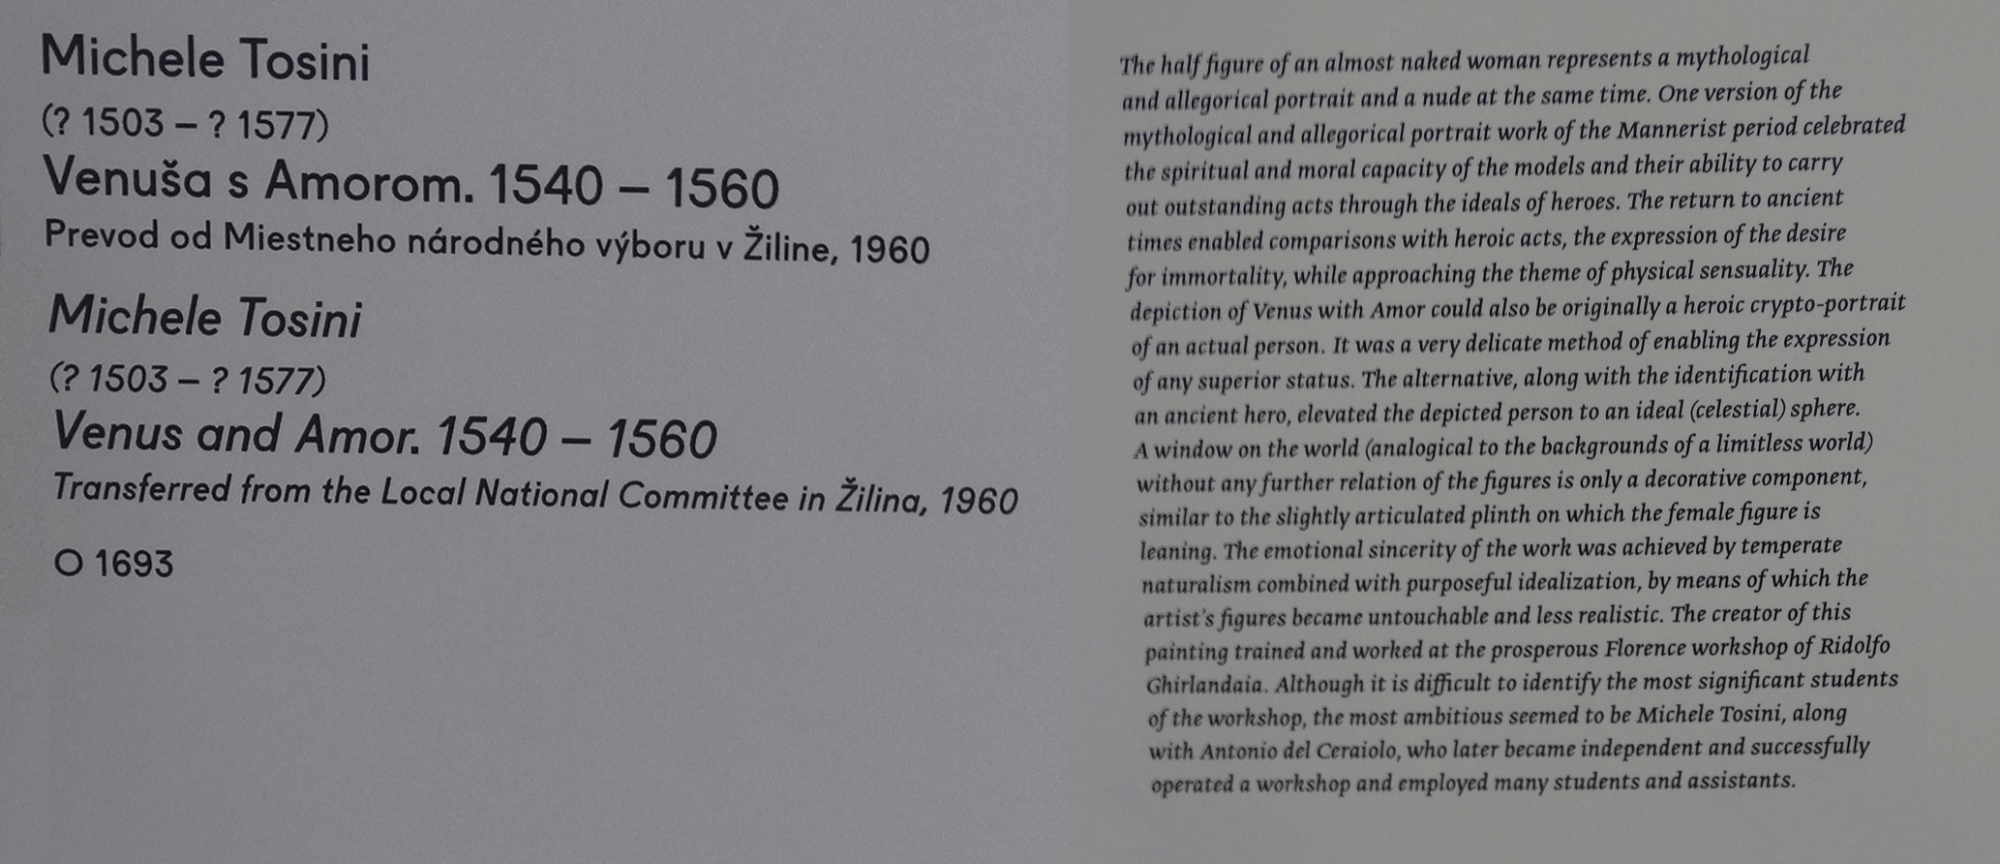 Michele Tosini
(? 1503 – ? 1577)
Venuša s Amorom. 1540 – 1560
Prevod od Miestneho národného výboru v Žiline, 1960
Michele Tosini
(? 1503 – ? 1577)
Venus and Amor. 1540 – 1560
Transferred from the Local National Committee in Žilina, 1960
O 1693
The half figure of an almost naked woman represents a mythological
and allegorical portrait and a nude at the same time. One version of the
mythological and allegorical portrait work of the Mannerist period celebrated
the spiritual and moral capacity of the models and their ability to carry
out outstanding acts through the ideals of heroes. The return to ancient
times enabled comparisons with heroic acts, the expression of the desire
for immortality, while approaching the theme of physical sensuality. The
depiction of Venus with Amor could also be originally a heroic crypto-portrait
of an actual person. It was a very delicate method of enabling the expression
of any superior status. The alternative, along with the identification with
an ancient hero, elevated the depicted person to an ideal (celestial) sphere.
A window on the world (analogical to the backgrounds of a limitless world)
without any further relation of the figures is only a decorative component,
similar to the slightly articulated plinth on which the female figure is
leaning. The emotional sincerity of the work was achieved by temperate
naturalism combined with purposeful idealization, by means of which the
artist's figures became untouchable and less realistic. The creator of this
painting trained and worked at the prosperous Florence workshop of Ridolfo
Ghirlandaia. Although it is difficult to identify the most significant students
of the workshop, the most ambitious seemed to be Michele Tosini, along
with Antonio del Ceraiolo, who later became independent and successfully
operated a workshop and employed many students and assistants.